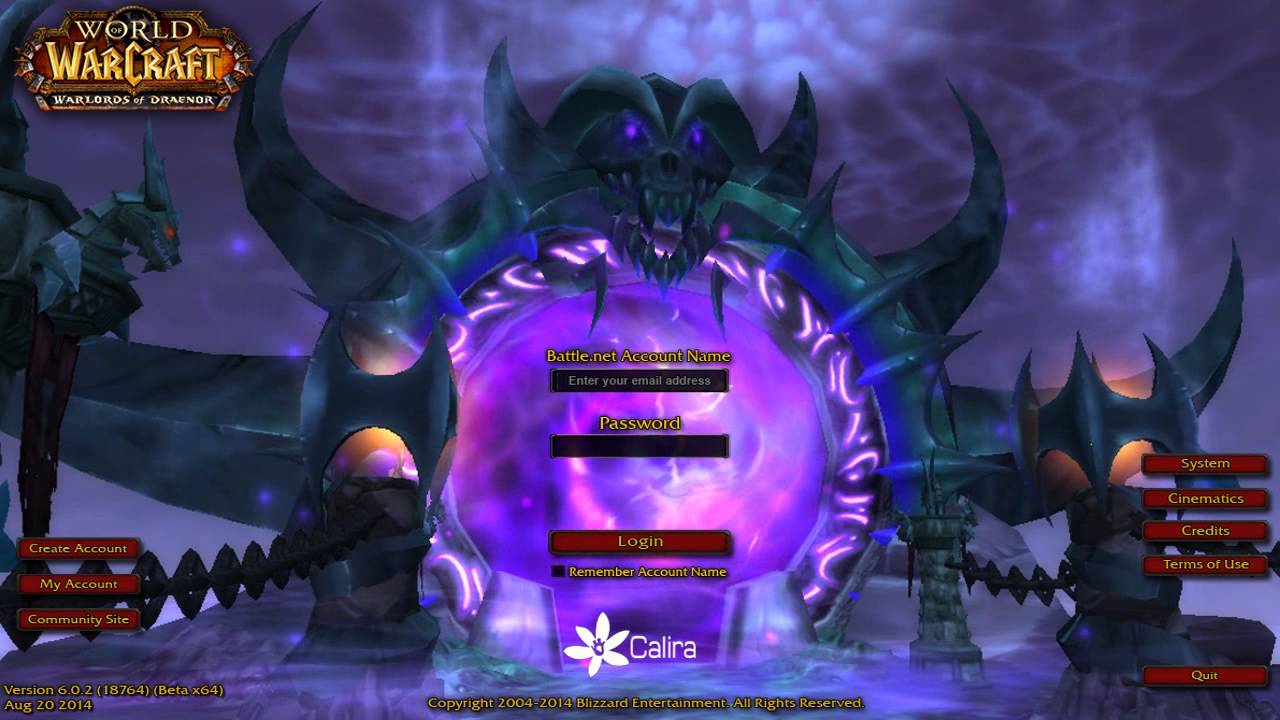 WORLD
OF
WARCRAFT
WARLORDS OF DRAENOR
Battle.net Account Name
Enter your email address
Password
Login
Remember Account Name
Create Account
My Account
Community Site
System
Cinematics
Credits
Terms of Use
Quit
Calira
Version 6.0.2 (18764) (Beta x64)
Aug 20 2014
Copyright 2004-2014 Blizzard Entertainment. All Rights Reserved.